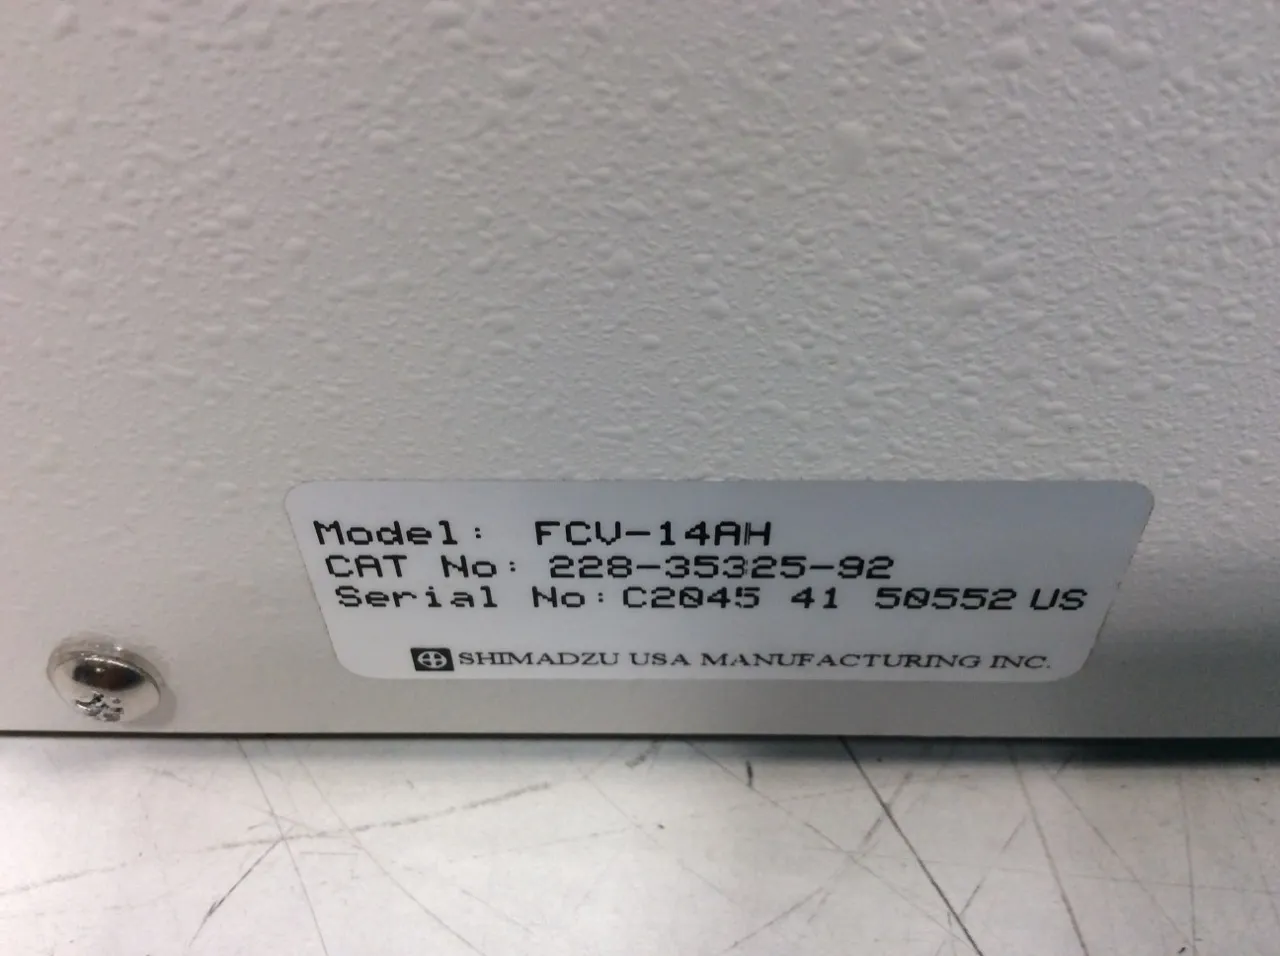 Model: FCV-14AH
CAT No: 228-35325-92
Serial No: C2045 41 50552 US
SHIMADZU USA MANUFACTURING INC.